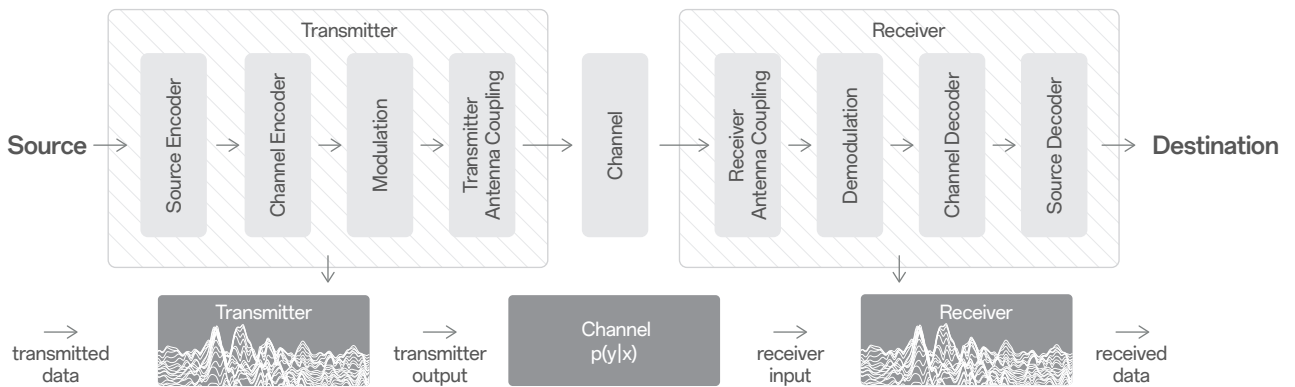 Transmitter
Receiver
Source
Source Encoder
Channel Encoder
Modulation
Transmitter
Antenna Coupling
Channel
Receiver
Antenna Coupling
Demodulation
Channel Decoder
Source Decoder
Destination
transmitted
data
Transmitter
transmitter
output
Channel
p(y|x)
receiver
input
Receiver
received
data